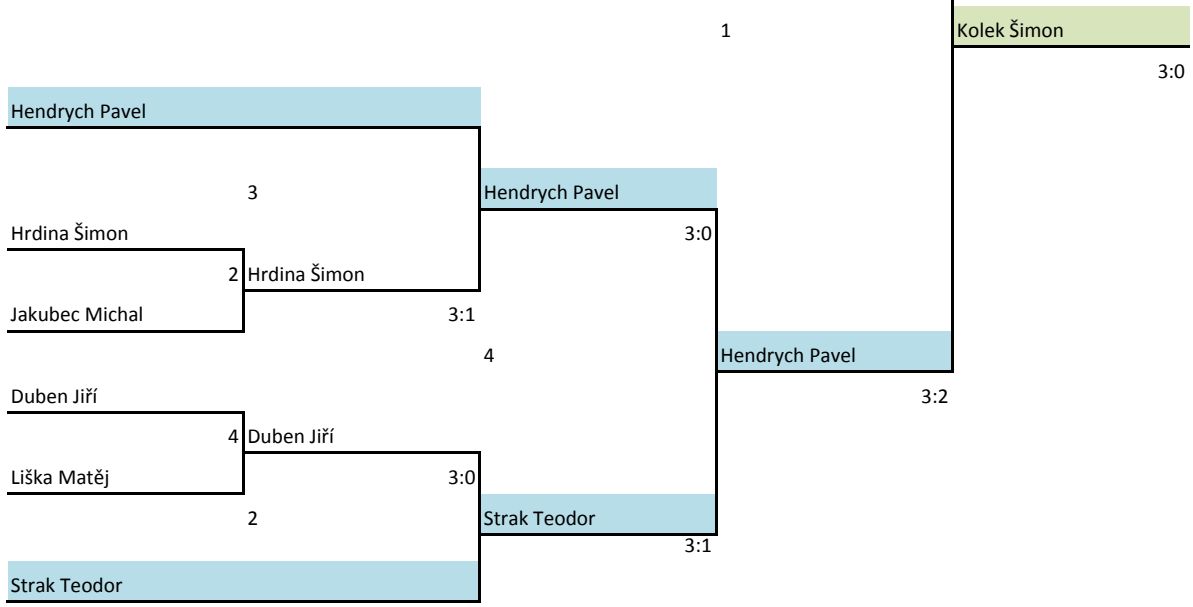 1 Kolek Šimon
3:0
Hendrych Pavel
3 Hendrych Pavel
Hrdina Šimon 3:0
2 Hrdina Šimon
Jakubec Michal 3:1
4 Hendrych Pavel
Duben Jiří 3:2
4 Duben Jiří
Liška Matěj 3:0
2 Strak Teodor
3:1
Strak Teodor